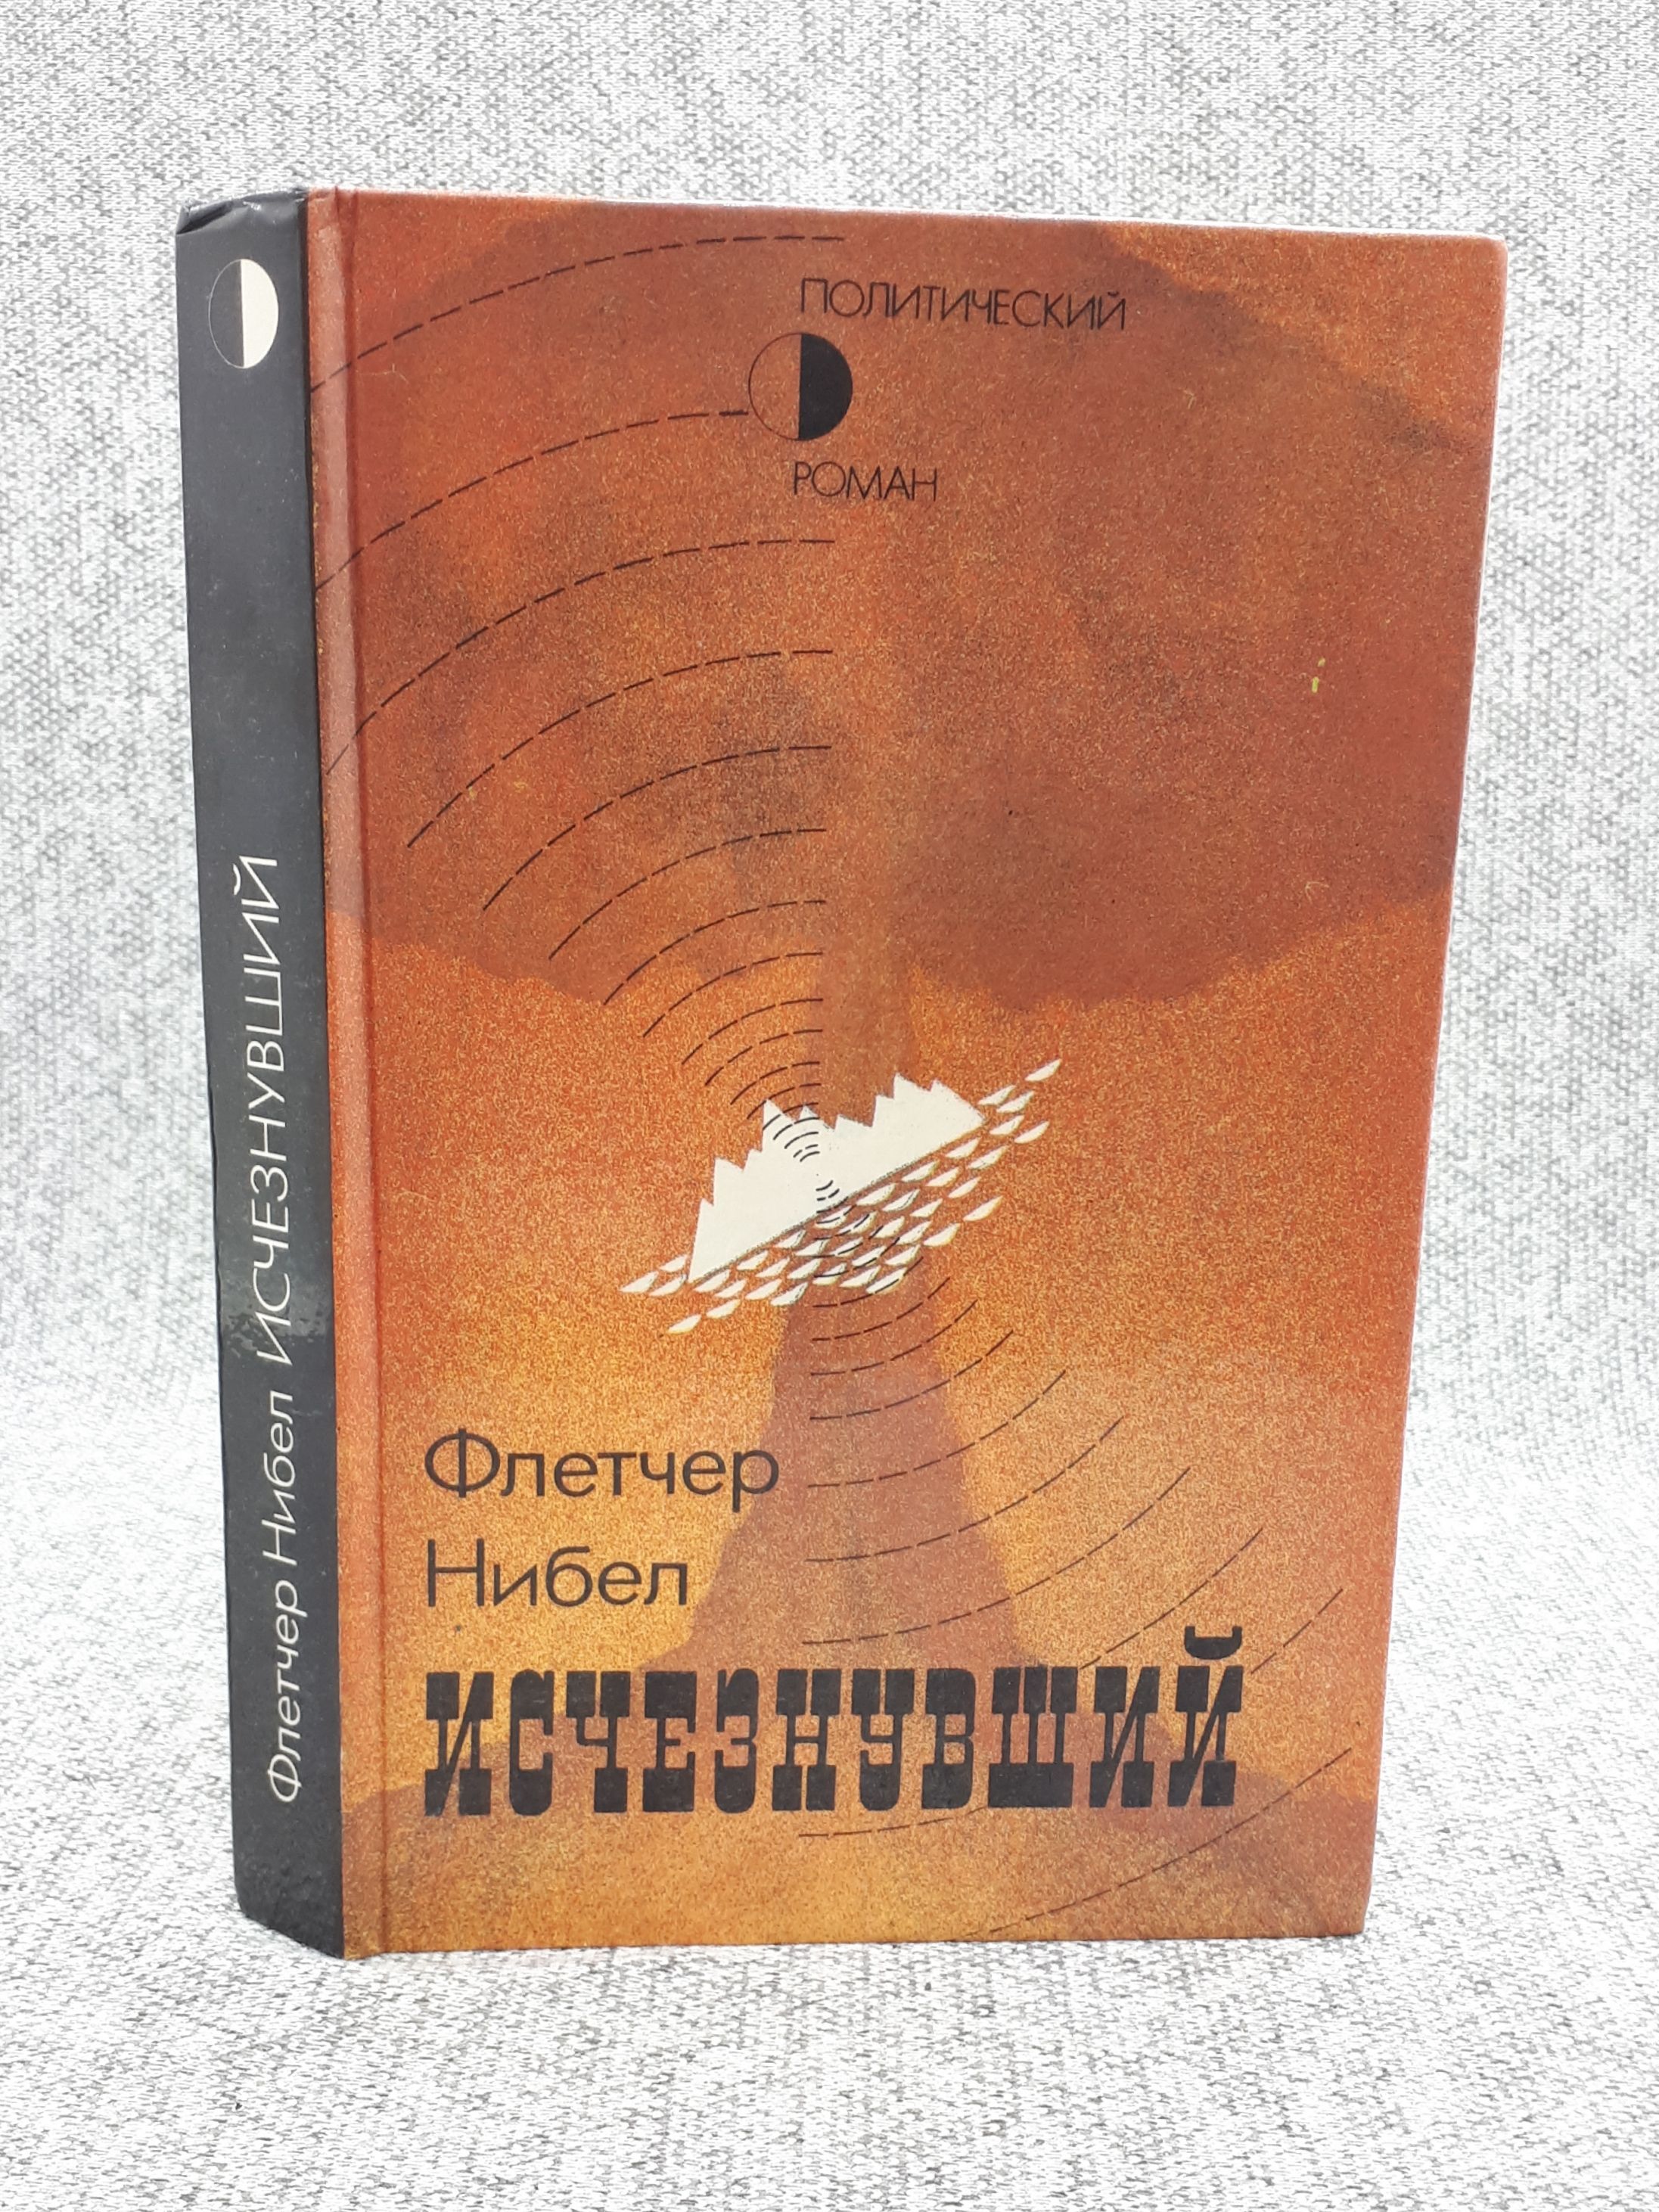 Флетчер Нибел ИСЧЕЗНУВШИЙ
ПОЛИТИЧЕСКИЙ
РОМАН
Флетчер
Нибел
ИСЧЕЗНУВШИЙ